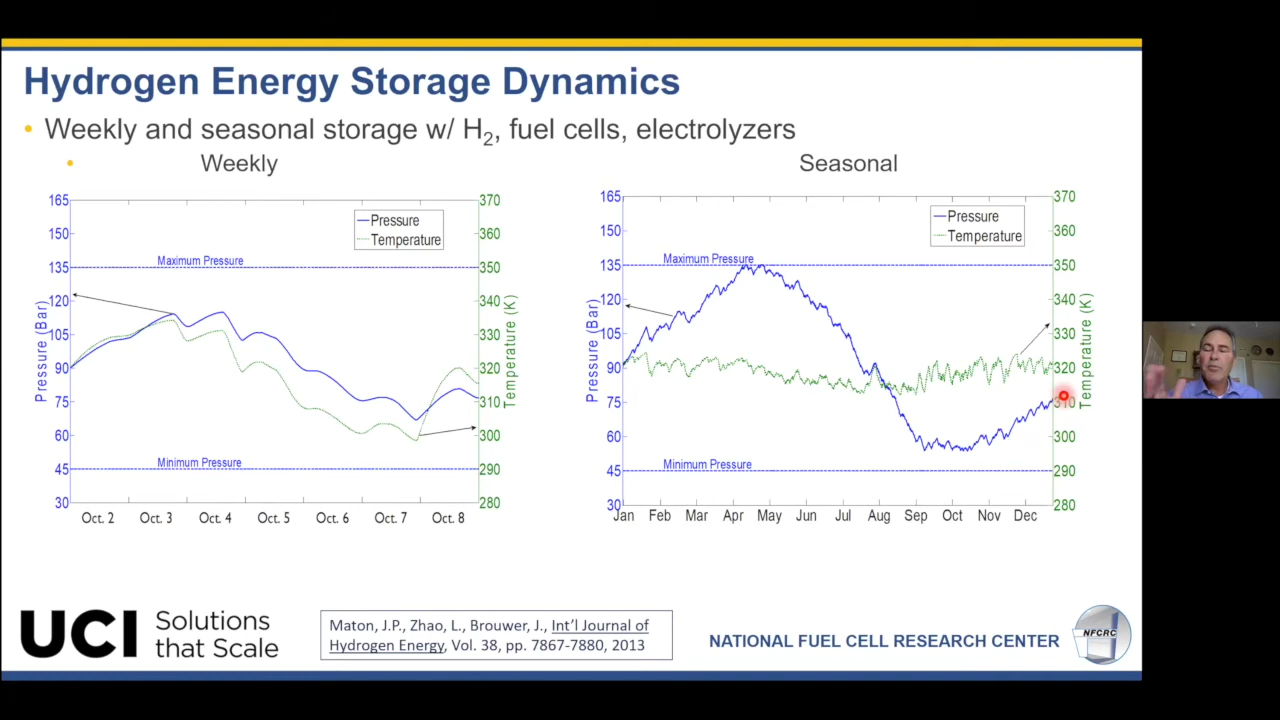 Hydrogen Energy Storage Dynamics
• Weekly and seasonal storage w/ H2, fuel cells, electrolyzers
• Weekly
Seasonal
165
150
135
120
105
90
75
60
45
30
Pressure (Bar)
Pressure
Temperature
Maximum Pressure
Minimum Pressure
370
360
350
340
330
320
310
300
290
280
Temperature (K)
Oct. 2 Oct. 3 Oct. 4 Oct. 5 Oct. 6 Oct. 7 Oct. 8
165
150
135
120
105
90
75
60
45
30
Pressure (Bar)
Pressure
Temperature
Maximum Pressure
Minimum Pressure
370
360
350
340
330
320
310
300
290
280
Temperature (K)
Jan Feb Mar Apr May Jun Jul Aug Sep Oct Nov Dec
UCI Solutions
that Scale
Maton, J.P., Zhao, L., Brouwer, J., Int'l Journal of
Hydrogen Energy, Vol. 38, pp. 7867-7880, 2013
NATIONAL FUEL CELL RESEARCH CENTER
NFCRC